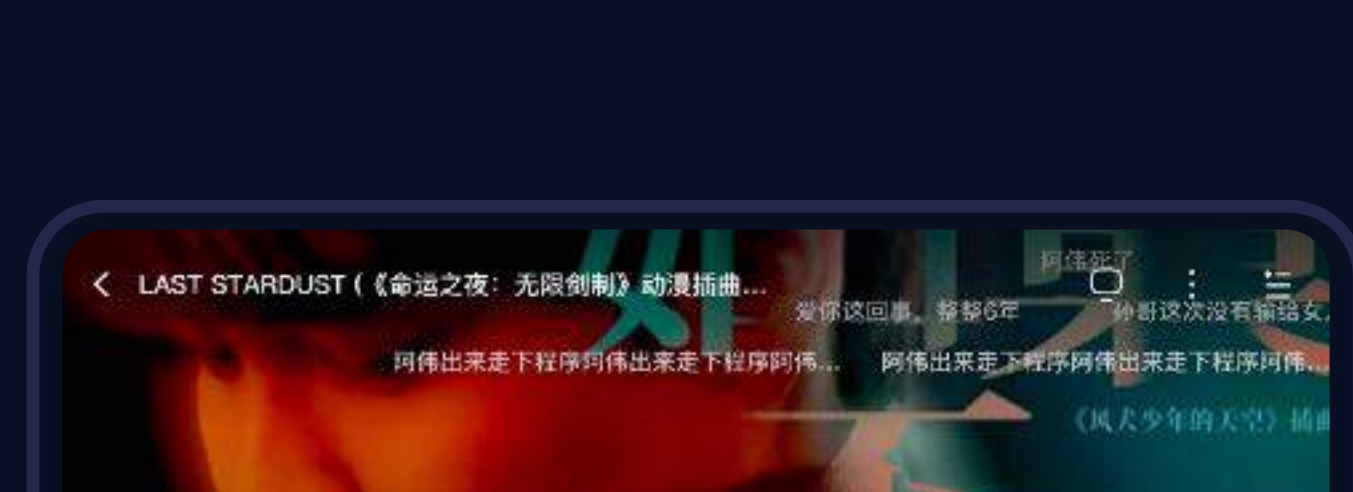 LAST STARDUST (《命运之夜：无限剑制》动漫插曲...
阿伟死了
爱你这回事。整整6年
孙哥这次没有输给女
阿伟出来走下程序阿伟出来走下程序阿伟...
阿伟出来走下程序阿伟出来走下程序阿伟...
《风犬少年的天空》插曲